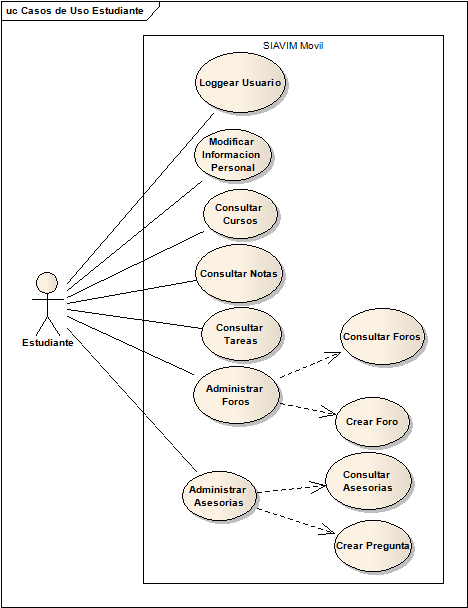 uc Casos de Uso Estudiante
SIAVIM Movil
Loggear Usuario
Modificar
Informacion
Personal
Consultar
Cursos
Consultar Notas
Estudiante
Consultar
Tareas
Consultar Foros
Administrar
Foros
Crear Foro
Consultar
Asesorias
Administrar
Asesorias
Crear Pregunta